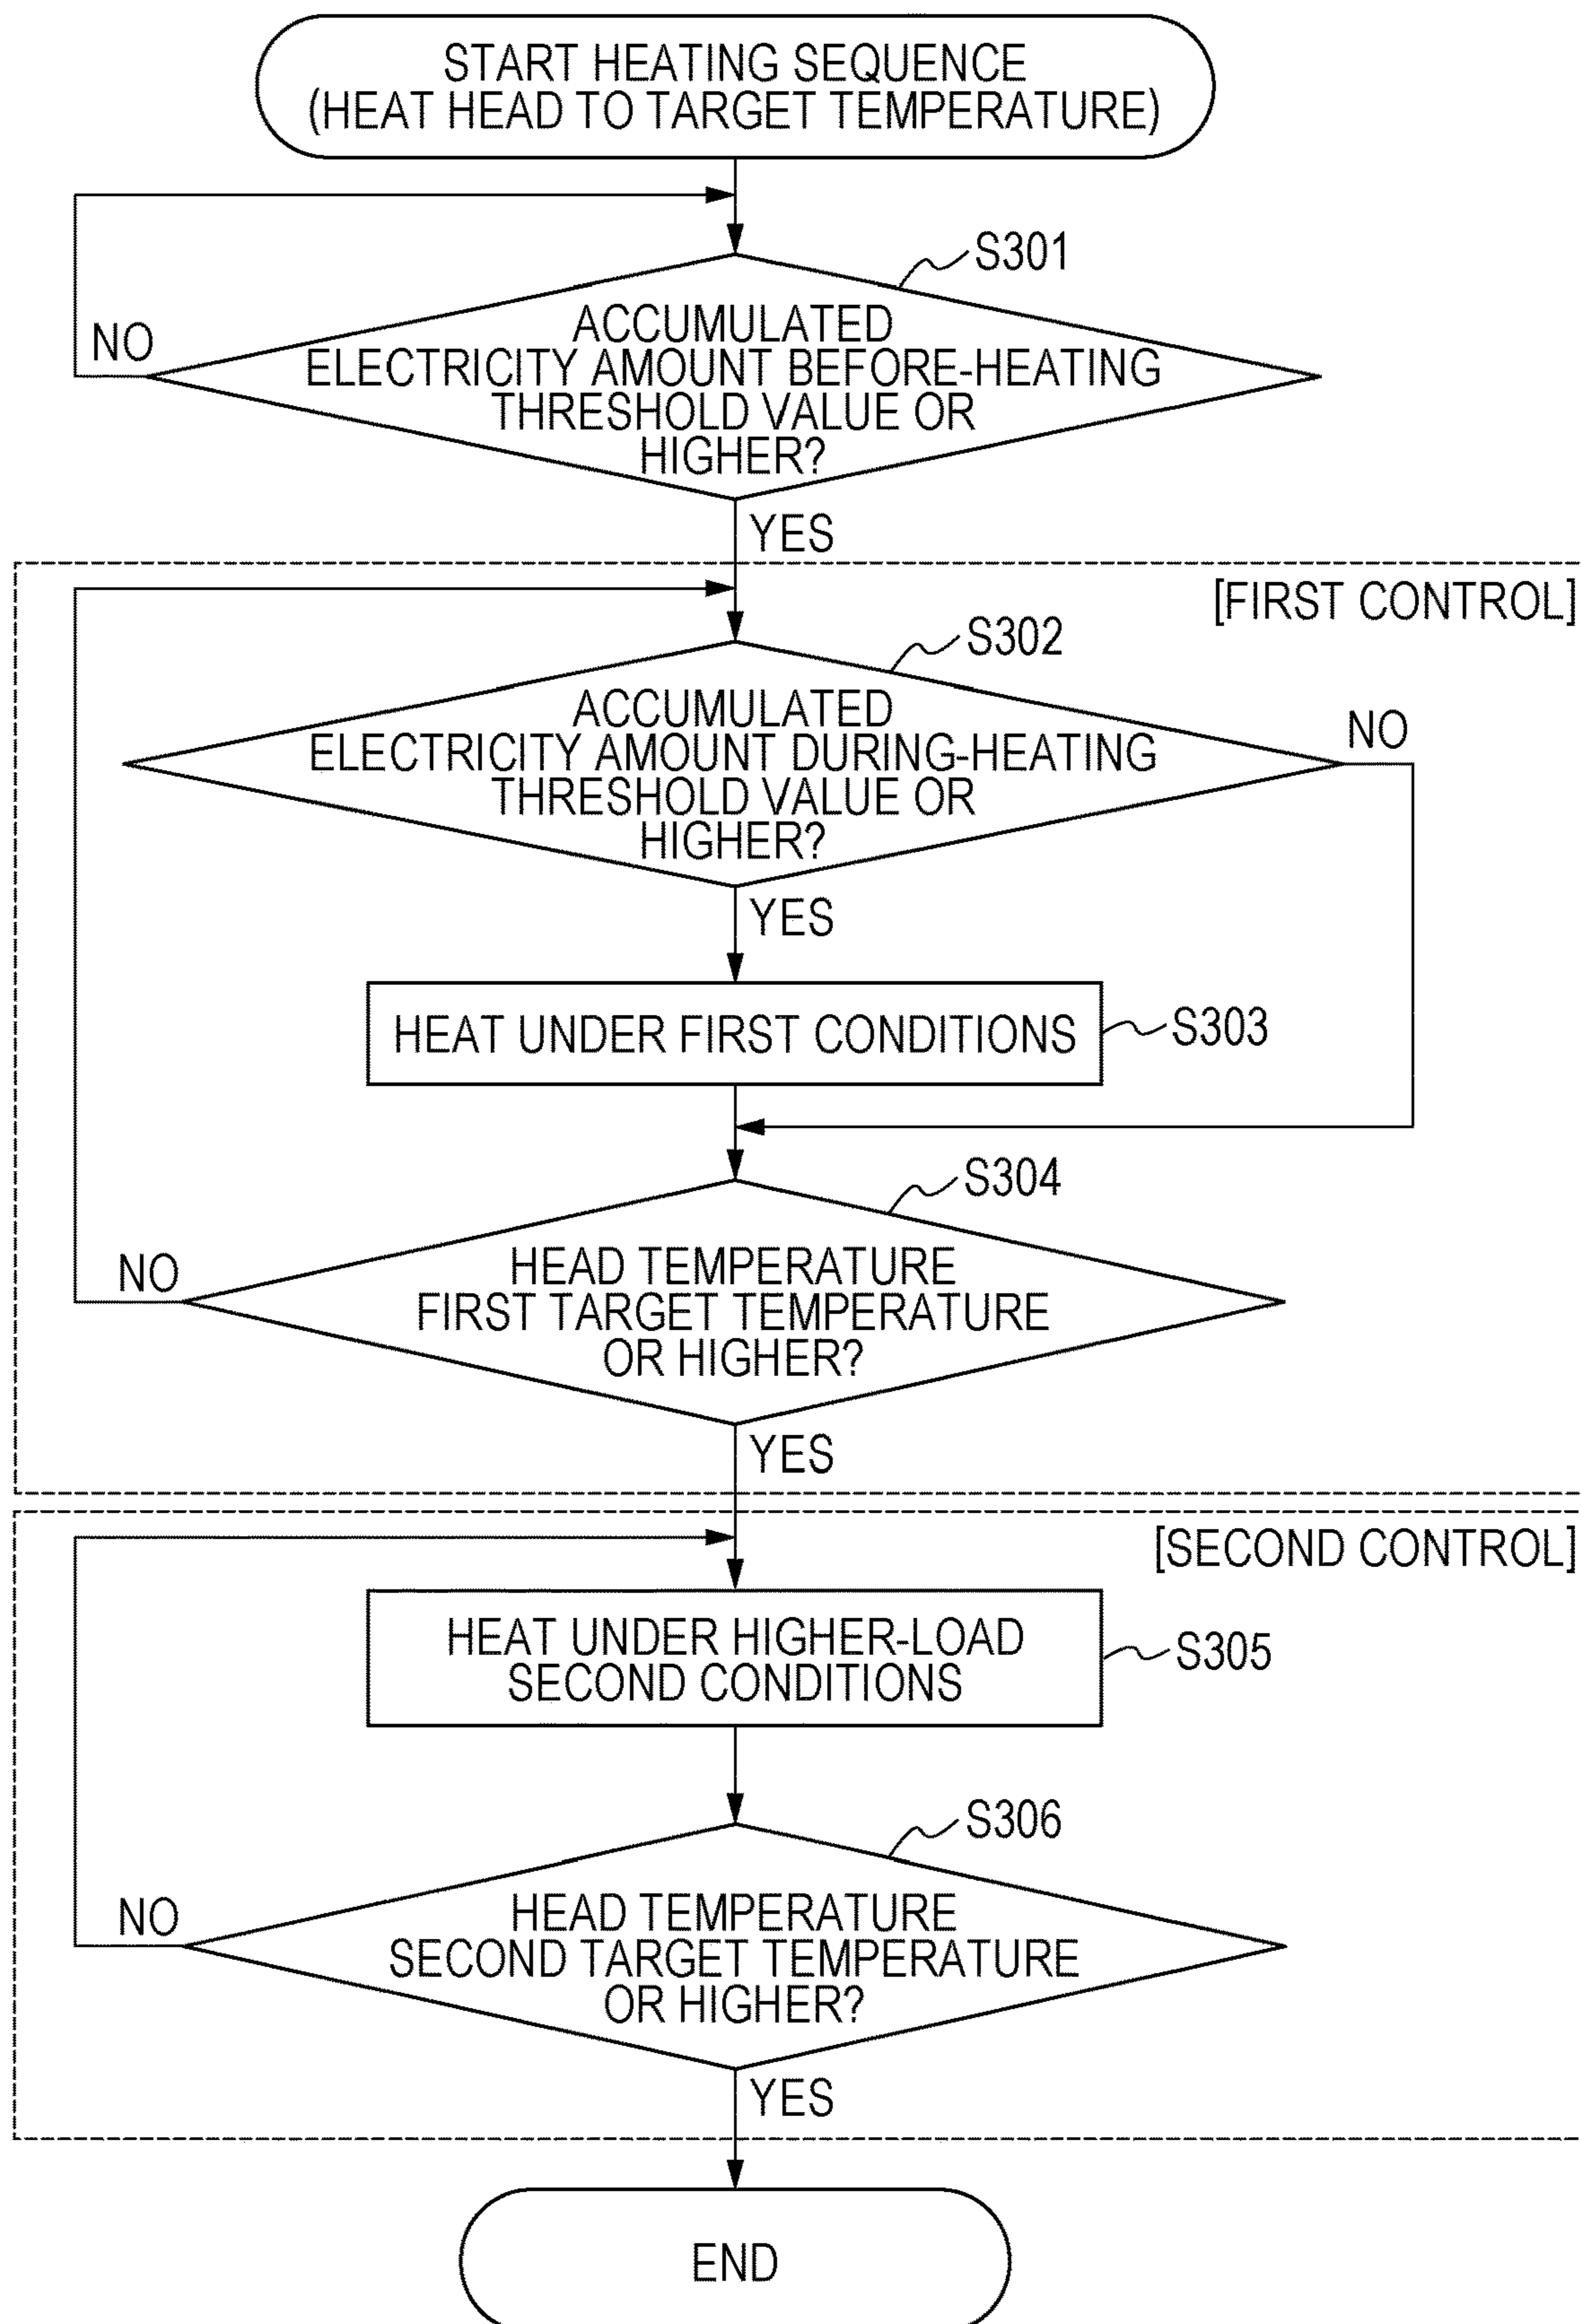 START HEATING SEQUENCE
(HEAT HEAD TO TARGET TEMPERATURE)
S301
NO
ACCUMULATED
ELECTRICITY AMOUNT BEFORE-HEATING
THRESHOLD VALUE OR
HIGHER?
YES
[FIRST CONTROL]
S302
ACCUMULATED
ELECTRICITY AMOUNT DURING-HEATING
THRESHOLD VALUE OR
HIGHER?
NO
YES
HEAT UNDER FIRST CONDITIONS
S303
S304
NO
HEAD TEMPERATURE
FIRST TARGET TEMPERATURE
OR HIGHER?
YES
[SECOND CONTROL]
HEAT UNDER HIGHER-LOAD
SECOND CONDITIONS
S305
S306
NO
HEAD TEMPERATURE
SECOND TARGET TEMPERATURE
OR HIGHER?
YES
END